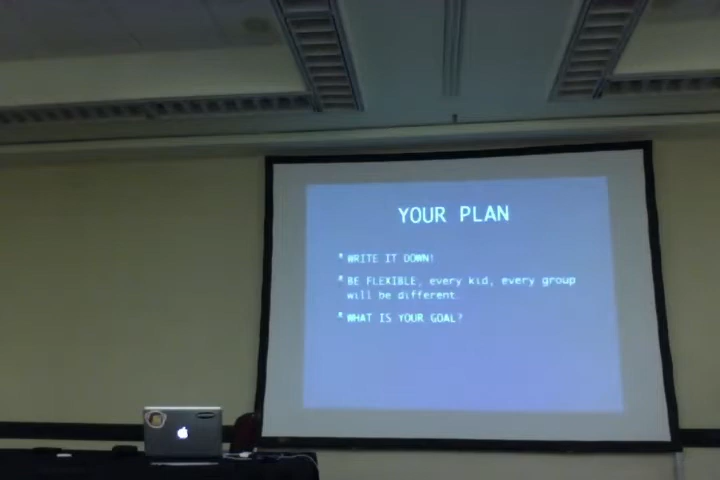 YOUR PLAN
* WRITE IT DOWN!
* BE FLEXIBLE, every kid, every group
will be different.
* WHAT IS YOUR GOAL?